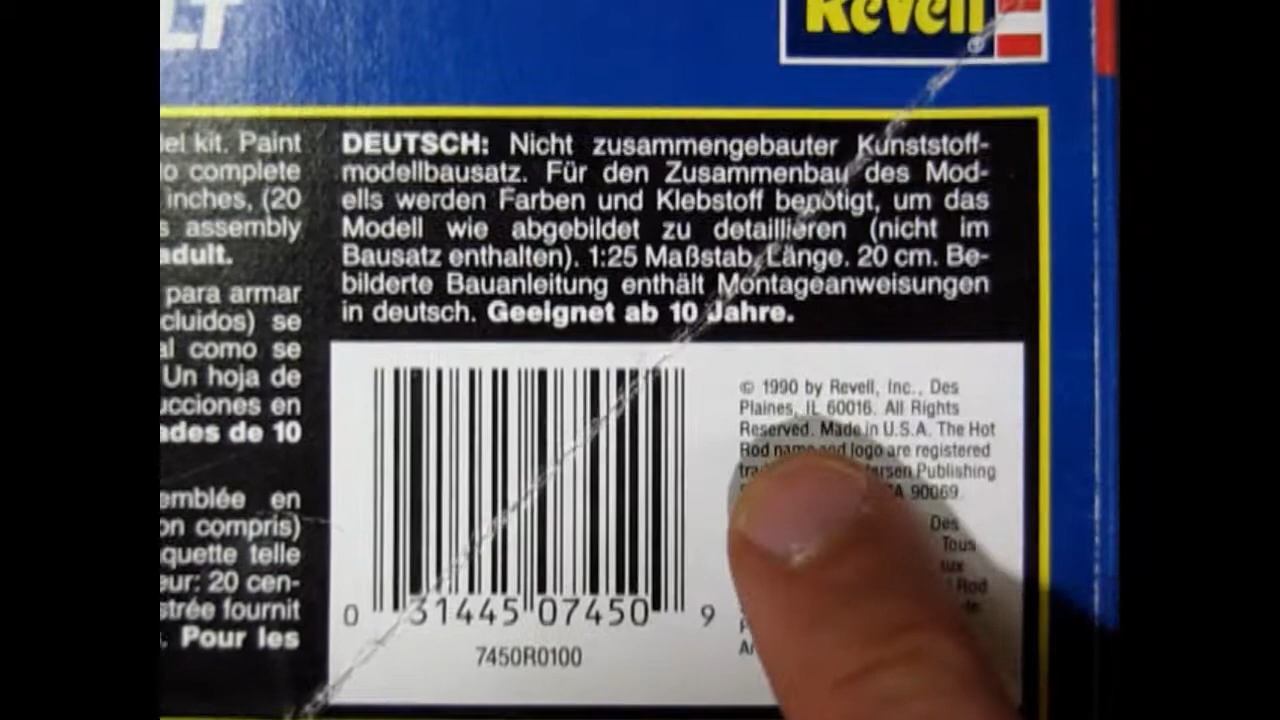 LT
Revell
el kit. Paint
o complete
inches, (20
s assembly
adult.
para armar
cluidos) se
al como se
Un hoja de
ucciones en
ades de 10
emblée en
on compris)
quette telle
eur: 20 cen-
strée fournit
. Pour les
DEUTSCH: Nicht zusammengebauter Kunststoff-
modellbausatz. Für den Zusammenbau des Mod-
ells werden Farben und Klebstoff benötigt, um das
Modell wie abgebildet zu detaillieren (nicht im
Bausatz enthalten). 1:25 Maßstab, Länge. 20 cm. Be-
bilderte Bauanleitung enthält Montageanweisungen
in deutsch. Geeignet ab 10 Jahre.
0 31445 07450 9
7450R0100
© 1990 by Revell, Inc., Des
Plaines, IL 60016. All Rights
Reserved. Made in U.S.A. The Hot
Rod name and logo are registered
Publishing
90069.
Des
Tous
Rod